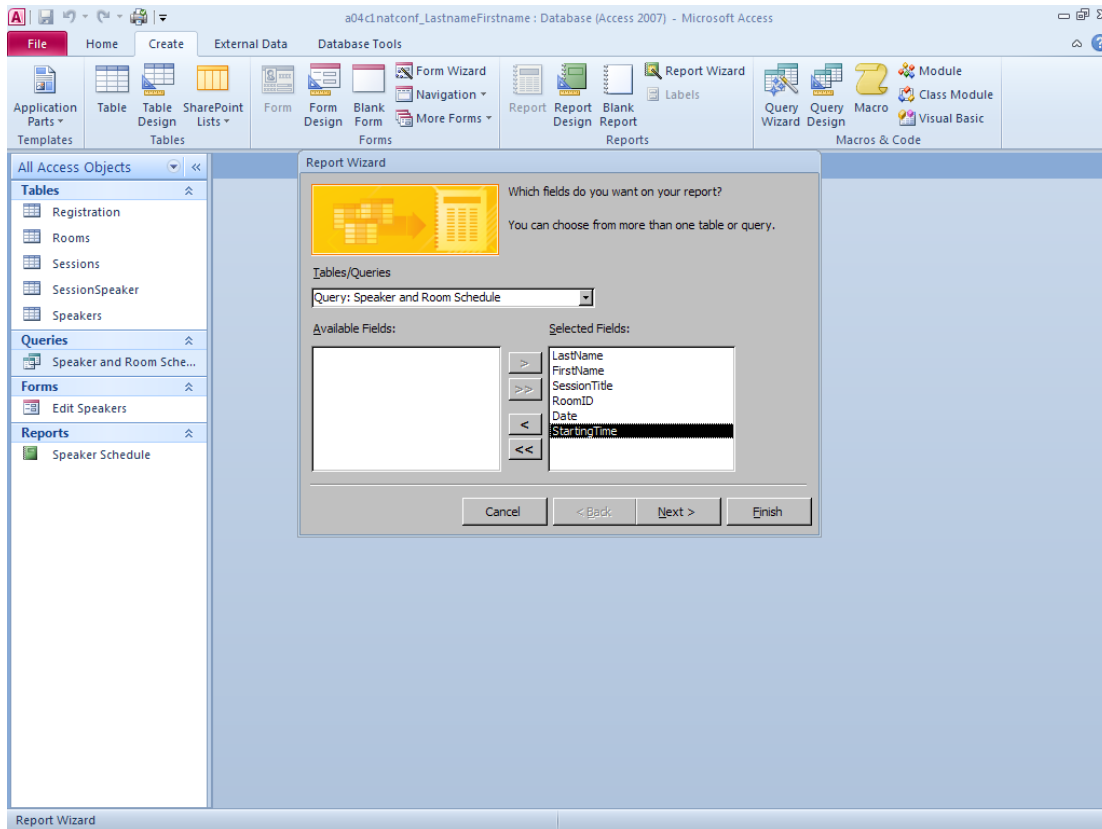 a04c1natconf_LastnameFirstname : Database (Access 2007) - Microsoft Access
File Home Create External Data Database Tools
Application Parts
Table
Table Design
SharePoint Lists
Form
Form Design
Blank Form
Form Wizard
Navigation
More Forms
Report
Report Design
Blank Report
Report Wizard
Labels
Query Wizard
Query Design
Macro
Module
Class Module
Visual Basic
Templates Tables Forms Reports Macros & Code
All Access Objects
Tables
Registration
Rooms
Sessions
SessionSpeaker
Speakers
Queries
Speaker and Room Sche...
Forms
Edit Speakers
Reports
Speaker Schedule
Report Wizard
Which fields do you want on your report?
You can choose from more than one table or query.
Tables/Queries
Query: Speaker and Room Schedule
Available Fields:
Selected Fields:
>
>>
<
<<
LastName
FirstName
SessionTitle
RoomID
Date
StartingTime
Cancel < Back Next > Finish
Report Wizard